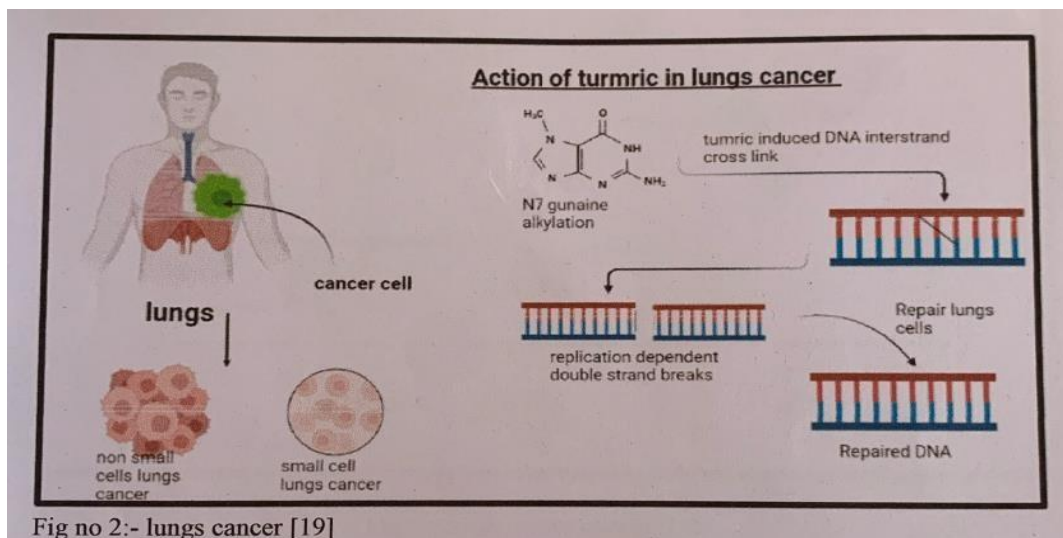 Action of turmric in lungs cancer
H₃C
O
N
NH
N
N
NH₂
N7 gunaine
alkylation
tumric induced DNA interstrand
cross link
cancer cell
lungs
replication dependent
double strand breaks
Repair lungs
cells
Repaired DNA
non small
cells lungs
cancer
small cell
lungs cancer
Fig no 2:- lungs cancer [19]